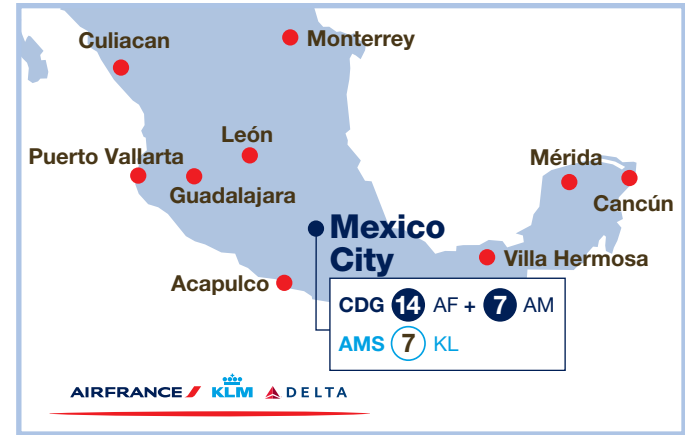 Culiacan
Monterrey
León
Puerto Vallarta
Guadalajara
Mérida
Cancún
Mexico
City
Villa Hermosa
Acapulco
CDG 14 AF + 7 AM
AMS 7 KL
AIRFRANCE KLM DELTA